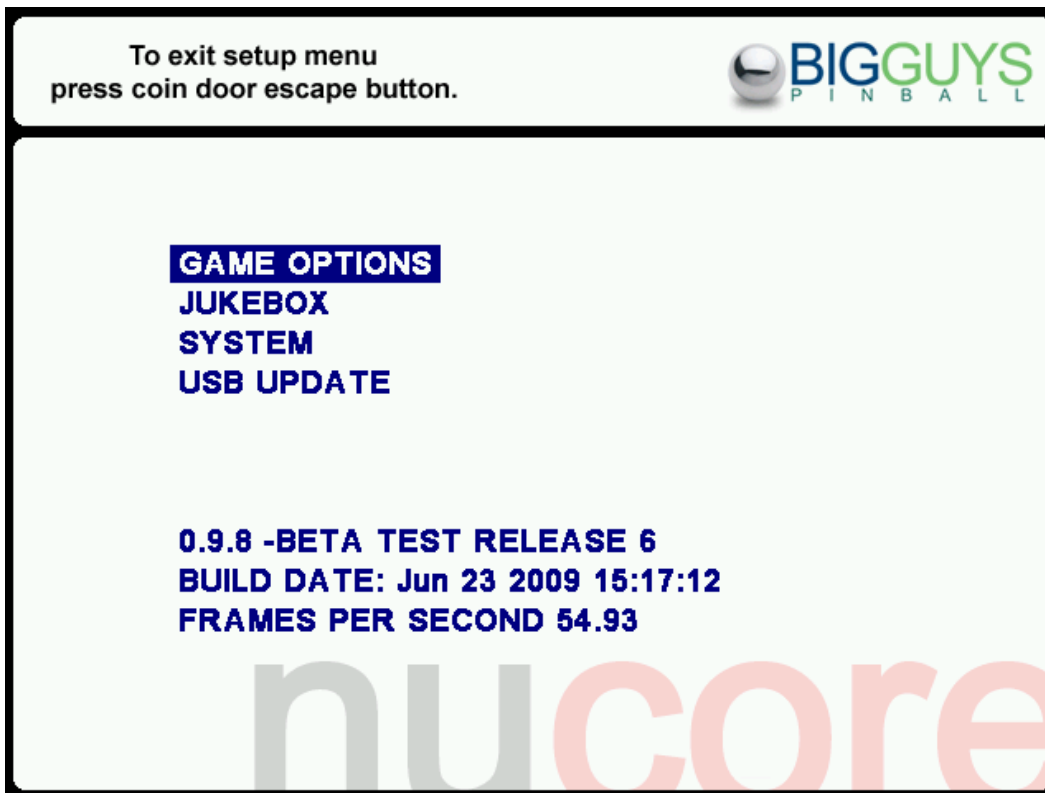 To exit setup menu
press coin door escape button.
BIGGUYS
PINBALL
GAME OPTIONS
JUKEBOX
SYSTEM
USB UPDATE
0.9.8 -BETA TEST RELEASE 6
BUILD DATE: Jun 23 2009 15:17:12
FRAMES PER SECOND 54.93
nucore